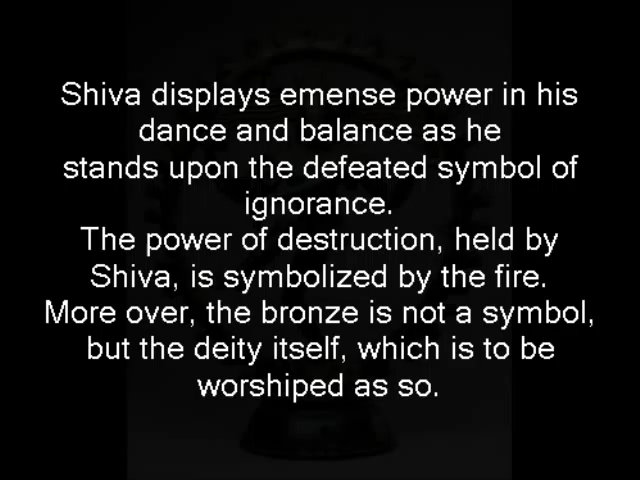 Shiva displays emense power in his
dance and balance as he
stands upon the defeated symbol of
ignorance.
The power of destruction, held by
Shiva, is symbolized by the fire.
More over, the bronze is not a symbol,
but the deity itself, which is to be
worshiped as so.